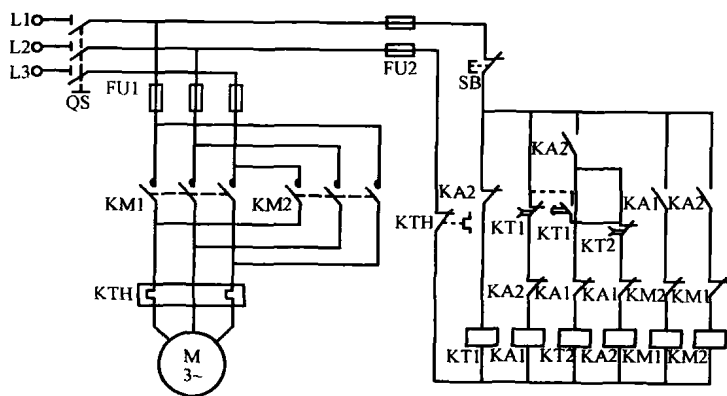 L1
L2
L3
QS
FU1
FU2
SB
KA2
KM1
KM2
KA2
KTH
KT1
KT1
KT2
KA1
KA2
KTH
KA2
KA1
KA1
KM2
KM1
KT1
KA1
KT2
KA2
KM1
KM2
M
3~